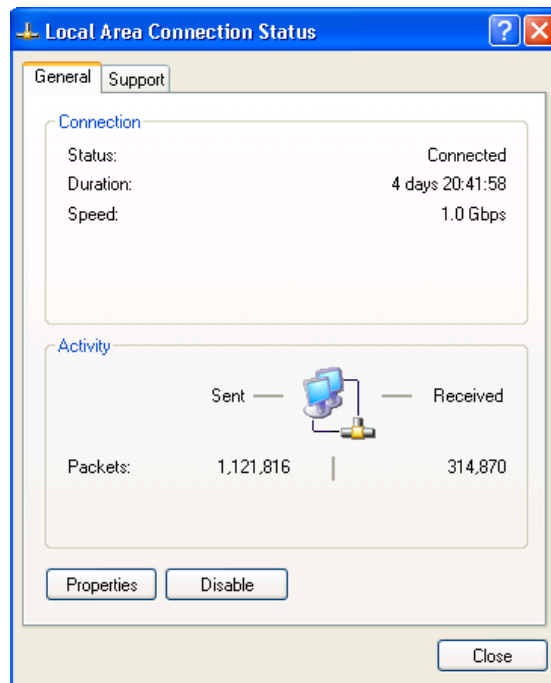 Local Area Connection Status
General Support
Connection
Status: Connected
Duration: 4 days 20:41:58
Speed: 1.0 Gbps
Activity
Sent Received
Packets: 1,121,816 314,870
Properties Disable
Close